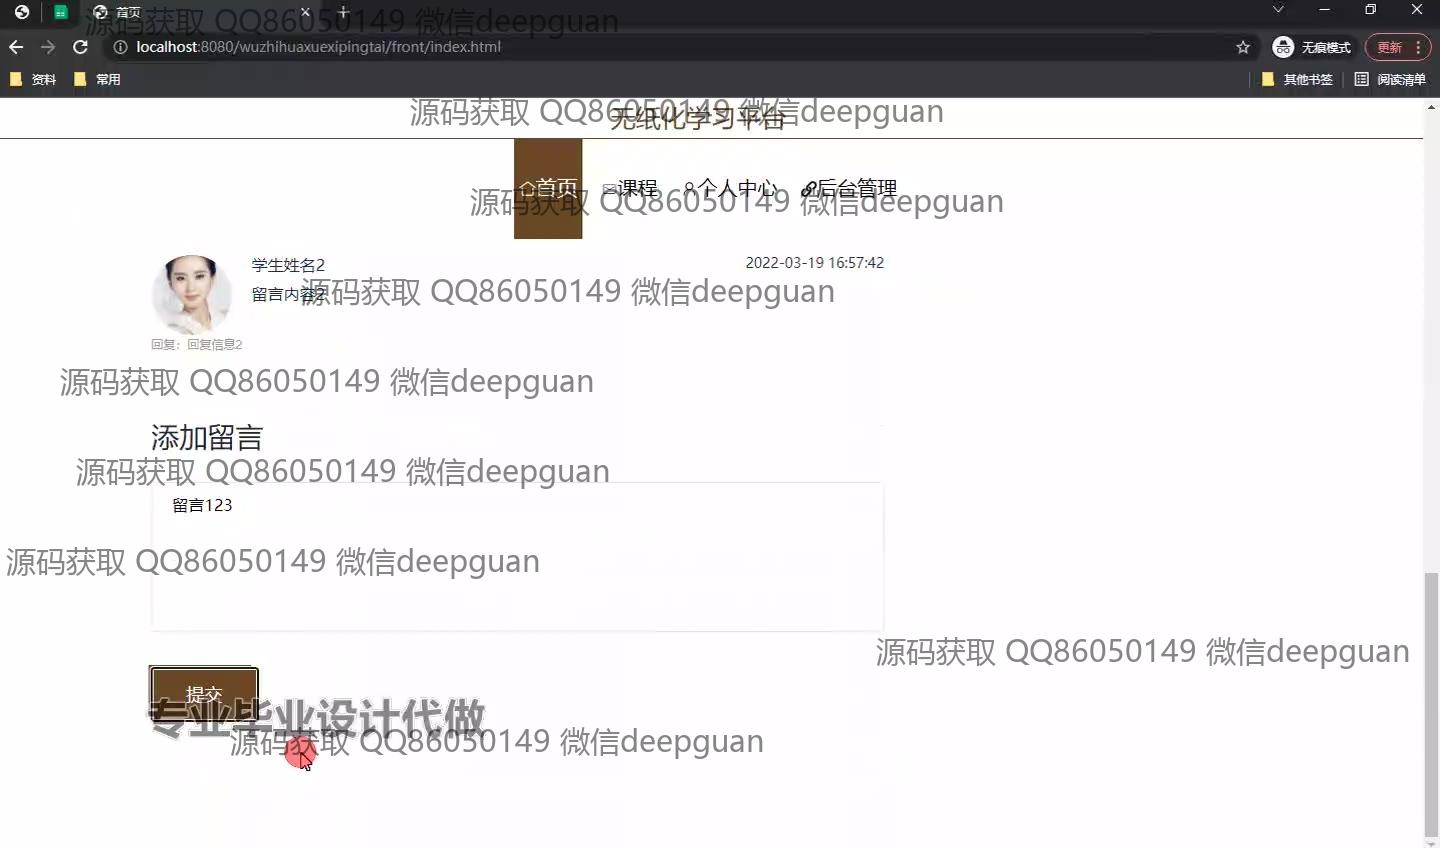 首页
源码获取 QQ86050149 微信deepguan
localhost:8080/wuzhihuaxuexipingtai/front/index.html
无痕模式
更新
资料
常用
其他书签
阅读清单
源码获取 QQ86050149 微信deepguan
无纸化学习平台
首页
课程
个人中心
后台管理
源码获取 QQ86050149 微信deepguan
学生姓名2
2022-03-19 16:57:42
留言内容2
源码获取 QQ86050149 微信deepguan
回复：回复信息2
源码获取 QQ86050149 微信deepguan
添加留言
源码获取 QQ86050149 微信deepguan
留言123
源码获取 QQ86050149 微信deepguan
源码获取 QQ86050149 微信deepguan
提交
专业毕业设计代做
源码获取 QQ86050149 微信deepguan